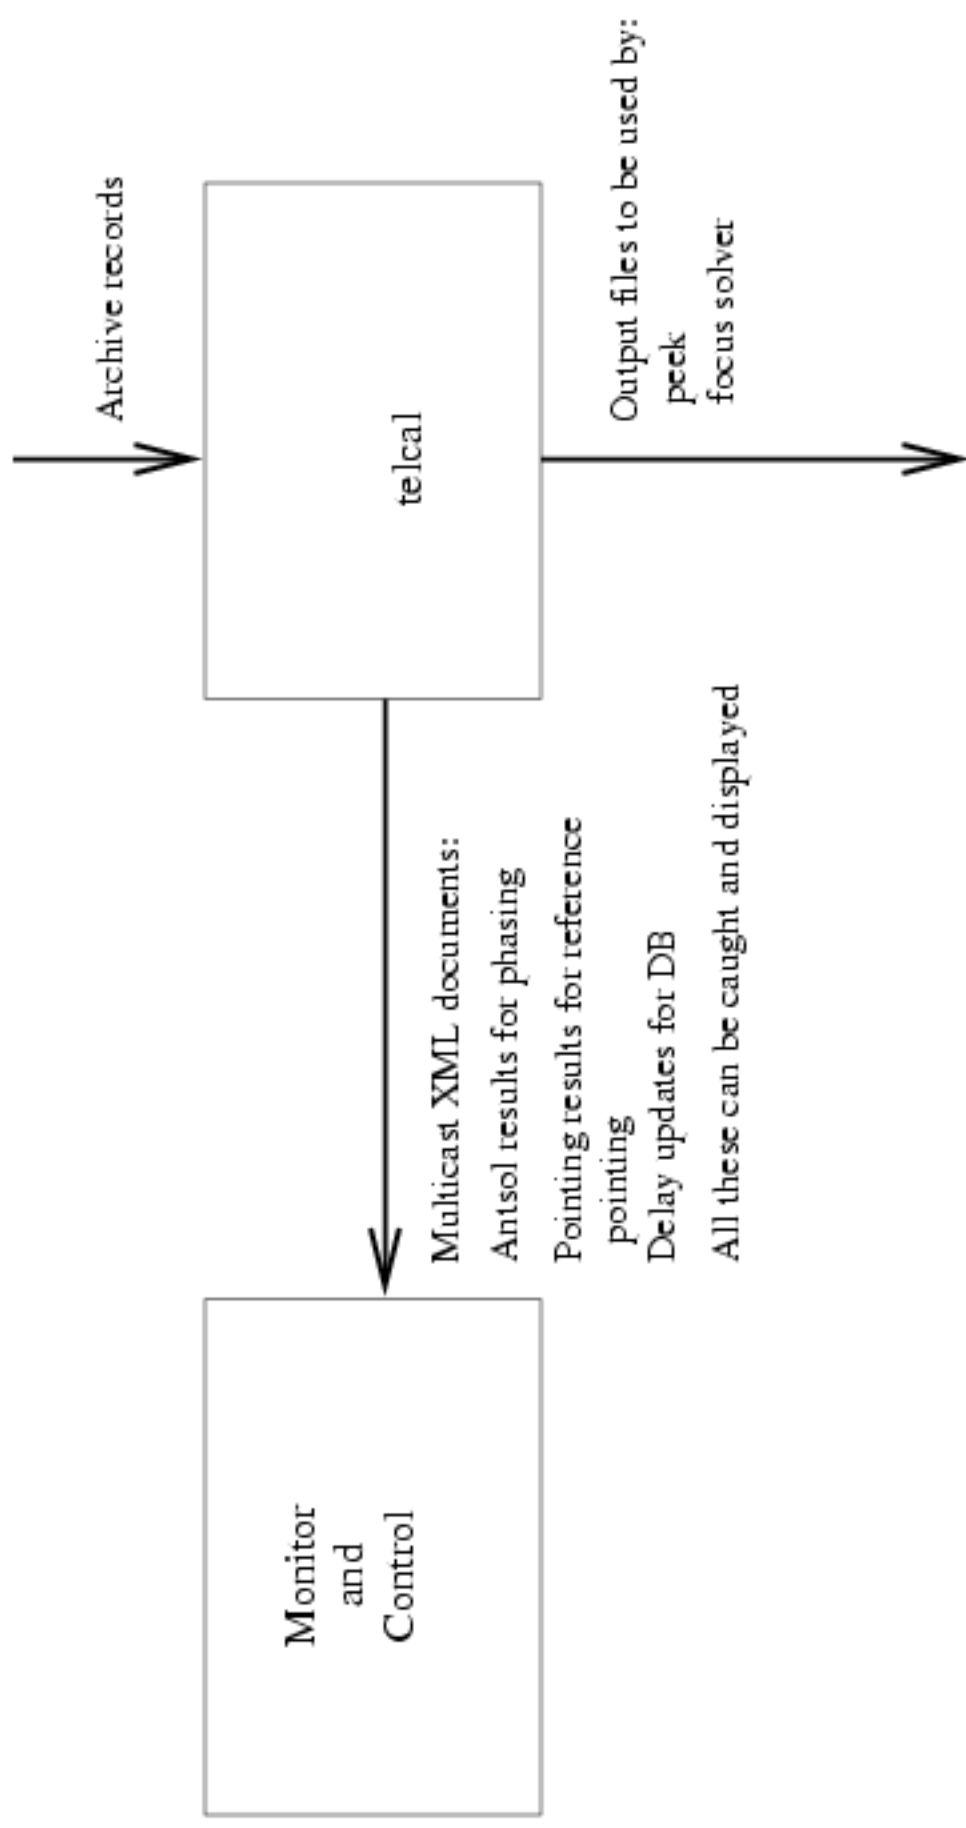 Archive records
telcal
Output files to be used by:
peek
focus solver
Multicast XML documents:
Antsol results for phasing
Pointing results for reference
pointing
Delay updates for DB
All these can be caught and displayed
Monitor
and
Control